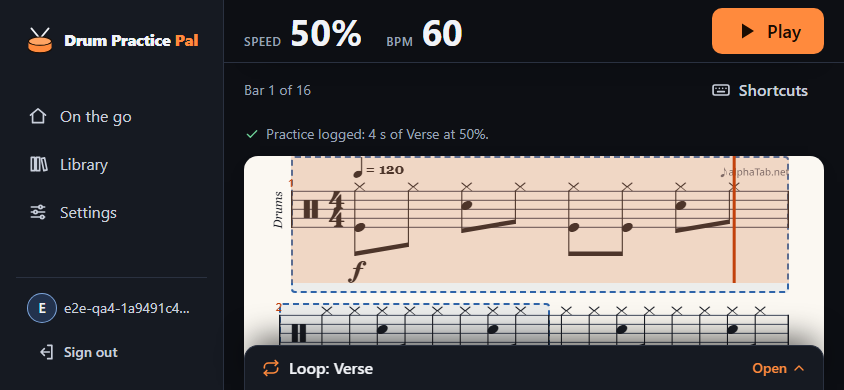 Drum Practice Pal
On the go
Library
Settings
E
e2e-qa4-1a9491c4...
Sign out
SPEED 50% BPM 60
Play
Bar 1 of 16
Shortcuts
Practice logged: 4 s of Verse at 50%.
= 120
alphaTab.net
1
Drums
4
4
f
2
Loop: Verse
Open